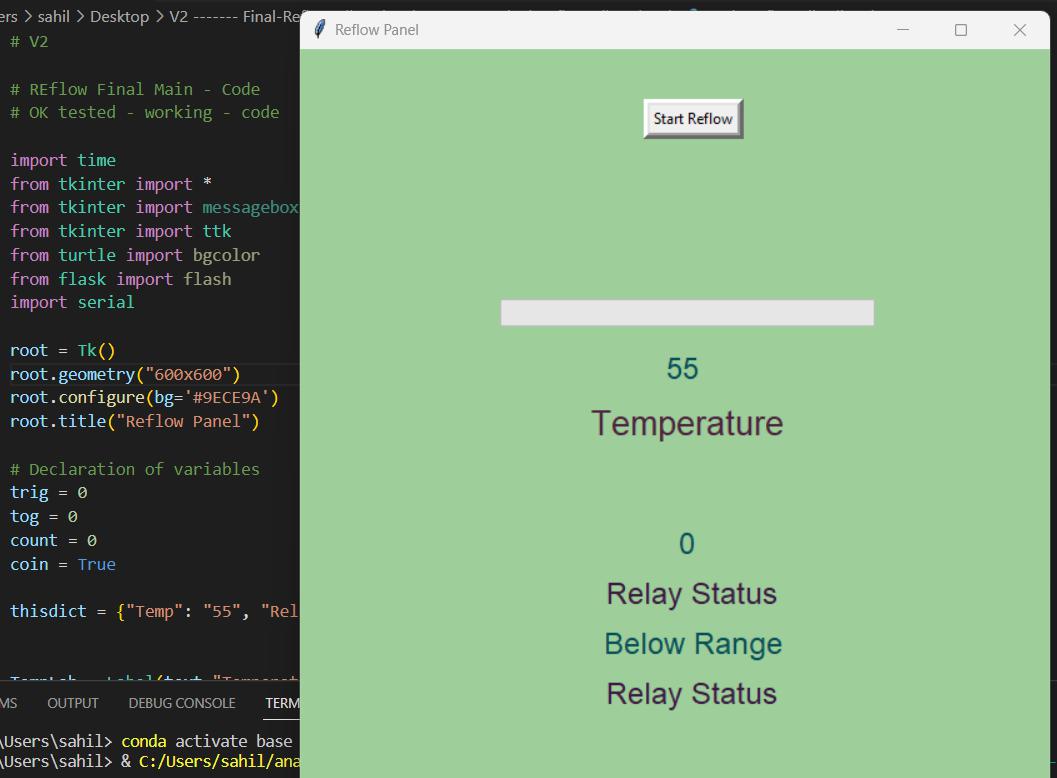 ers > sahil > Desktop > V2 ------- Final-Ref
# V2
# REflow Final Main - Code
# OK tested - working - code
import time
from tkinter import *
from tkinter import messagebox
from tkinter import ttk
from turtle import bgcolor
from flask import flash
import serial
root = Tk()
root.geometry("600x600")
root.configure(bg='#9ECE9A')
root.title("Reflow Panel")
# Declaration of variables
trig = 0
tog = 0
count = 0
coin = True
thisdict = {"Temp": "55", "Rel
MS OUTPUT DEBUG CONSOLE TERM
\Users\sahil> conda activate base
\Users\sahil> & C:/Users/sahil/ana
Reflow Panel
Start Reflow
55
Temperature
0
Relay Status
Below Range
Relay Status